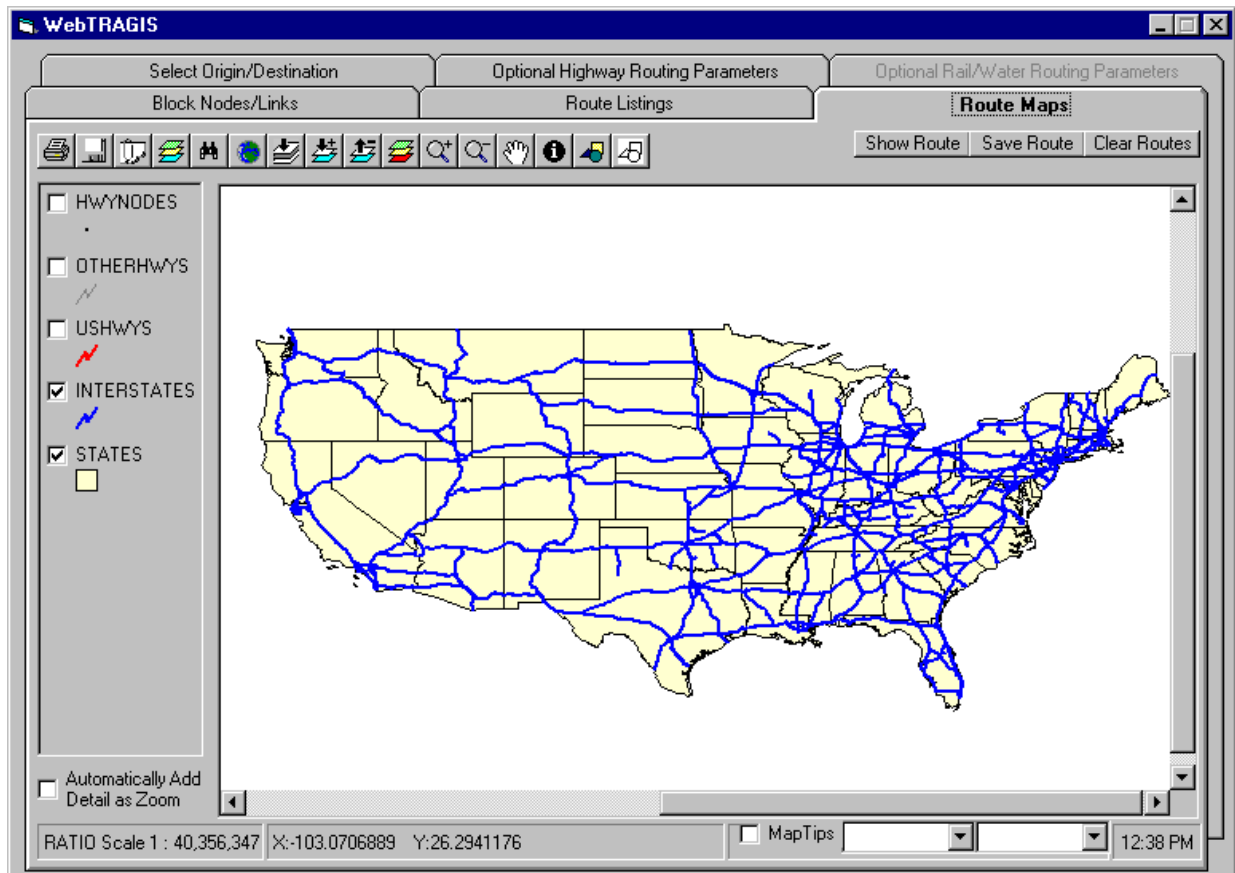 WebTRAGIS
Select Origin/Destination
Optional Highway Routing Parameters
Optional Rail/Water Routing Parameters
Block Nodes/Links
Route Listings
Route Maps
Show Route
Save Route
Clear Routes
HWYNODES
OTHERHWYS
USHWYS
INTERSTATES
STATES
Automatically Add
Detail as Zoom
RATIO Scale 1 : 40,356,347
X:-103.0706889 Y:26.2941176
MapTips
12:38 PM